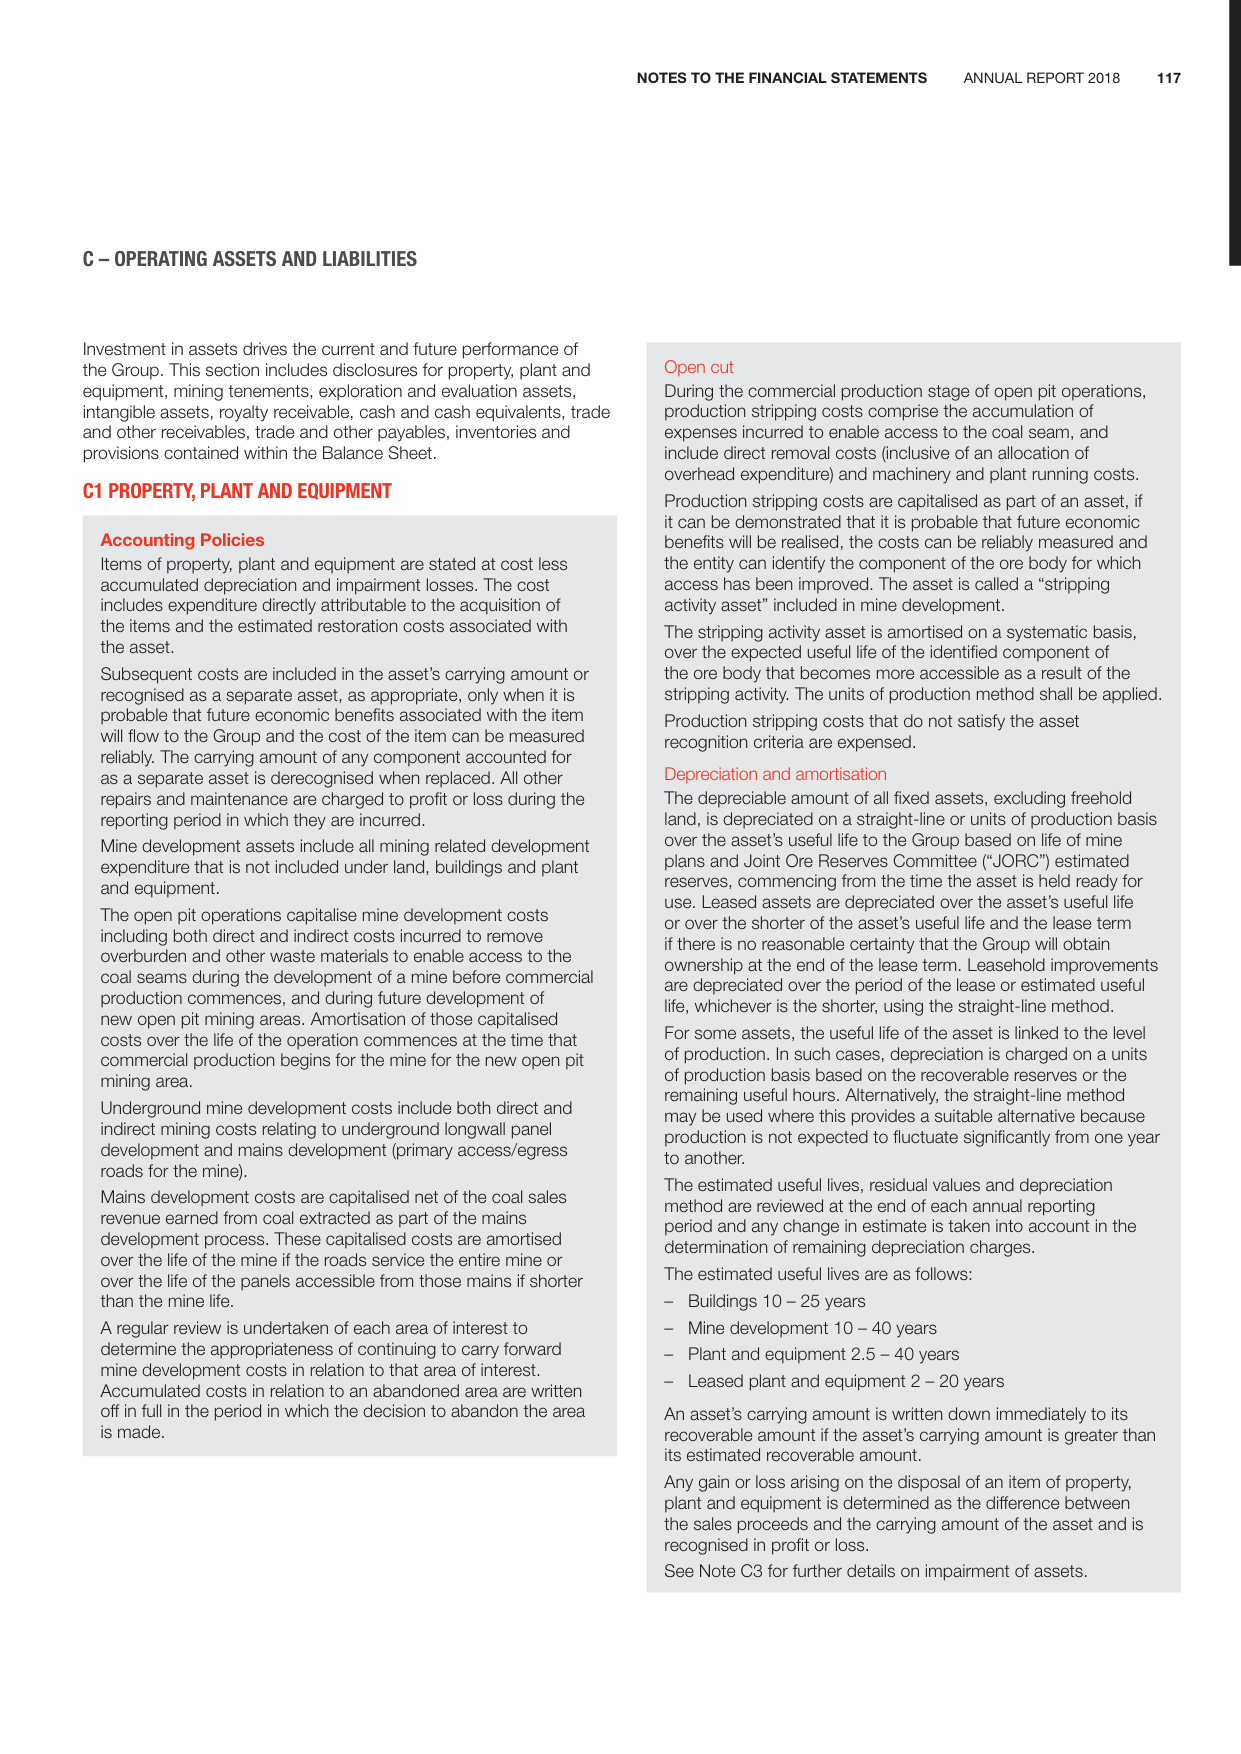 NOTES TO THE FINANCIAL STATEMENTS ANNUAL REPORT 2018 117
C – OPERATING ASSETS AND LIABILITIES
Investment in assets drives the current and future performance of
the Group. This section includes disclosures for property, plant and
equipment, mining tenements, exploration and evaluation assets,
intangible assets, royalty receivable, cash and cash equivalents, trade
and other receivables, trade and other payables, inventories and
provisions contained within the Balance Sheet.
C1 PROPERTY, PLANT AND EQUIPMENT
Accounting Policies
Items of property, plant and equipment are stated at cost less
accumulated depreciation and impairment losses. The cost
includes expenditure directly attributable to the acquisition of
the items and the estimated restoration costs associated with
the asset.
Subsequent costs are included in the asset’s carrying amount or
recognised as a separate asset, as appropriate, only when it is
probable that future economic benefits associated with the item
will flow to the Group and the cost of the item can be measured
reliably. The carrying amount of any component accounted for
as a separate asset is derecognised when replaced. All other
repairs and maintenance are charged to profit or loss during the
reporting period in which they are incurred.
Mine development assets include all mining related development
expenditure that is not included under land, buildings and plant
and equipment.
The open pit operations capitalise mine development costs
including both direct and indirect costs incurred to remove
overburden and other waste materials to enable access to the
coal seams during the development of a mine before commercial
production commences, and during future development of
new open pit mining areas. Amortisation of those capitalised
costs over the life of the operation commences at the time that
commercial production begins for the mine for the new open pit
mining area.
Underground mine development costs include both direct and
indirect mining costs relating to underground longwall panel
development and mains development (primary access/egress
roads for the mine).
Mains development costs are capitalised net of the coal sales
revenue earned from coal extracted as part of the mains
development process. These capitalised costs are amortised
over the life of the mine if the roads service the entire mine or
over the life of the panels accessible from those mains if shorter
than the mine life.
A regular review is undertaken of each area of interest to
determine the appropriateness of continuing to carry forward
mine development costs in relation to that area of interest.
Accumulated costs in relation to an abandoned area are written
off in full in the period in which the decision to abandon the area
is made.
Open cut
During the commercial production stage of open pit operations,
production stripping costs comprise the accumulation of
expenses incurred to enable access to the coal seam, and
include direct removal costs (inclusive of an allocation of
overhead expenditure) and machinery and plant running costs.
Production stripping costs are capitalised as part of an asset, if
it can be demonstrated that it is probable that future economic
benefits will be realised, the costs can be reliably measured and
the entity can identify the component of the ore body for which
access has been improved. The asset is called a “stripping
activity asset” included in mine development.
The stripping activity asset is amortised on a systematic basis,
over the expected useful life of the identified component of
the ore body that becomes more accessible as a result of the
stripping activity. The units of production method shall be applied.
Production stripping costs that do not satisfy the asset
recognition criteria are expensed.
Depreciation and amortisation
The depreciable amount of all fixed assets, excluding freehold
land, is depreciated on a straight-line or units of production basis
over the asset’s useful life to the Group based on life of mine
plans and Joint Ore Reserves Committee (“JORC”) estimated
reserves, commencing from the time the asset is held ready for
use. Leased assets are depreciated over the asset’s useful life
or over the shorter of the asset’s useful life and the lease term
if there is no reasonable certainty that the Group will obtain
ownership at the end of the lease term. Leasehold improvements
are depreciated over the period of the lease or estimated useful
life, whichever is the shorter, using the straight-line method.
For some assets, the useful life of the asset is linked to the level
of production. In such cases, depreciation is charged on a units
of production basis based on the recoverable reserves or the
remaining useful hours. Alternatively, the straight-line method
may be used where this provides a suitable alternative because
production is not expected to fluctuate significantly from one year
to another.
The estimated useful lives, residual values and depreciation
method are reviewed at the end of each annual reporting
period and any change in estimate is taken into account in the
determination of remaining depreciation charges.
The estimated useful lives are as follows:
– Buildings 10 – 25 years
– Mine development 10 – 40 years
– Plant and equipment 2.5 – 40 years
– Leased plant and equipment 2 – 20 years
An asset’s carrying amount is written down immediately to its
recoverable amount if the asset’s carrying amount is greater than
its estimated recoverable amount.
Any gain or loss arising on the disposal of an item of property,
plant and equipment is determined as the difference between
the sales proceeds and the carrying amount of the asset and is
recognised in profit or loss.
See Note C3 for further details on impairment of assets.